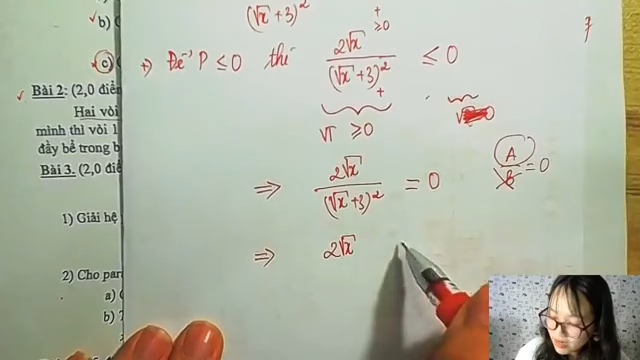 (√x + 3)²
b)
c)
+) Để P ≤ 0 thì 2√x / (√x + 3)² ≤ 0
+
≥0
+
VT ≥ 0
Bài 2: (2,0 điể
Hai vòi
mình thì vòi 1
đầy bể trong b
Bài 3. (2,0 điể
⇒ 2√x / (√x + 3)² = 0
A / B = 0
1) Giải hệ
⇒ 2√x
2) Cho par
a)
b)